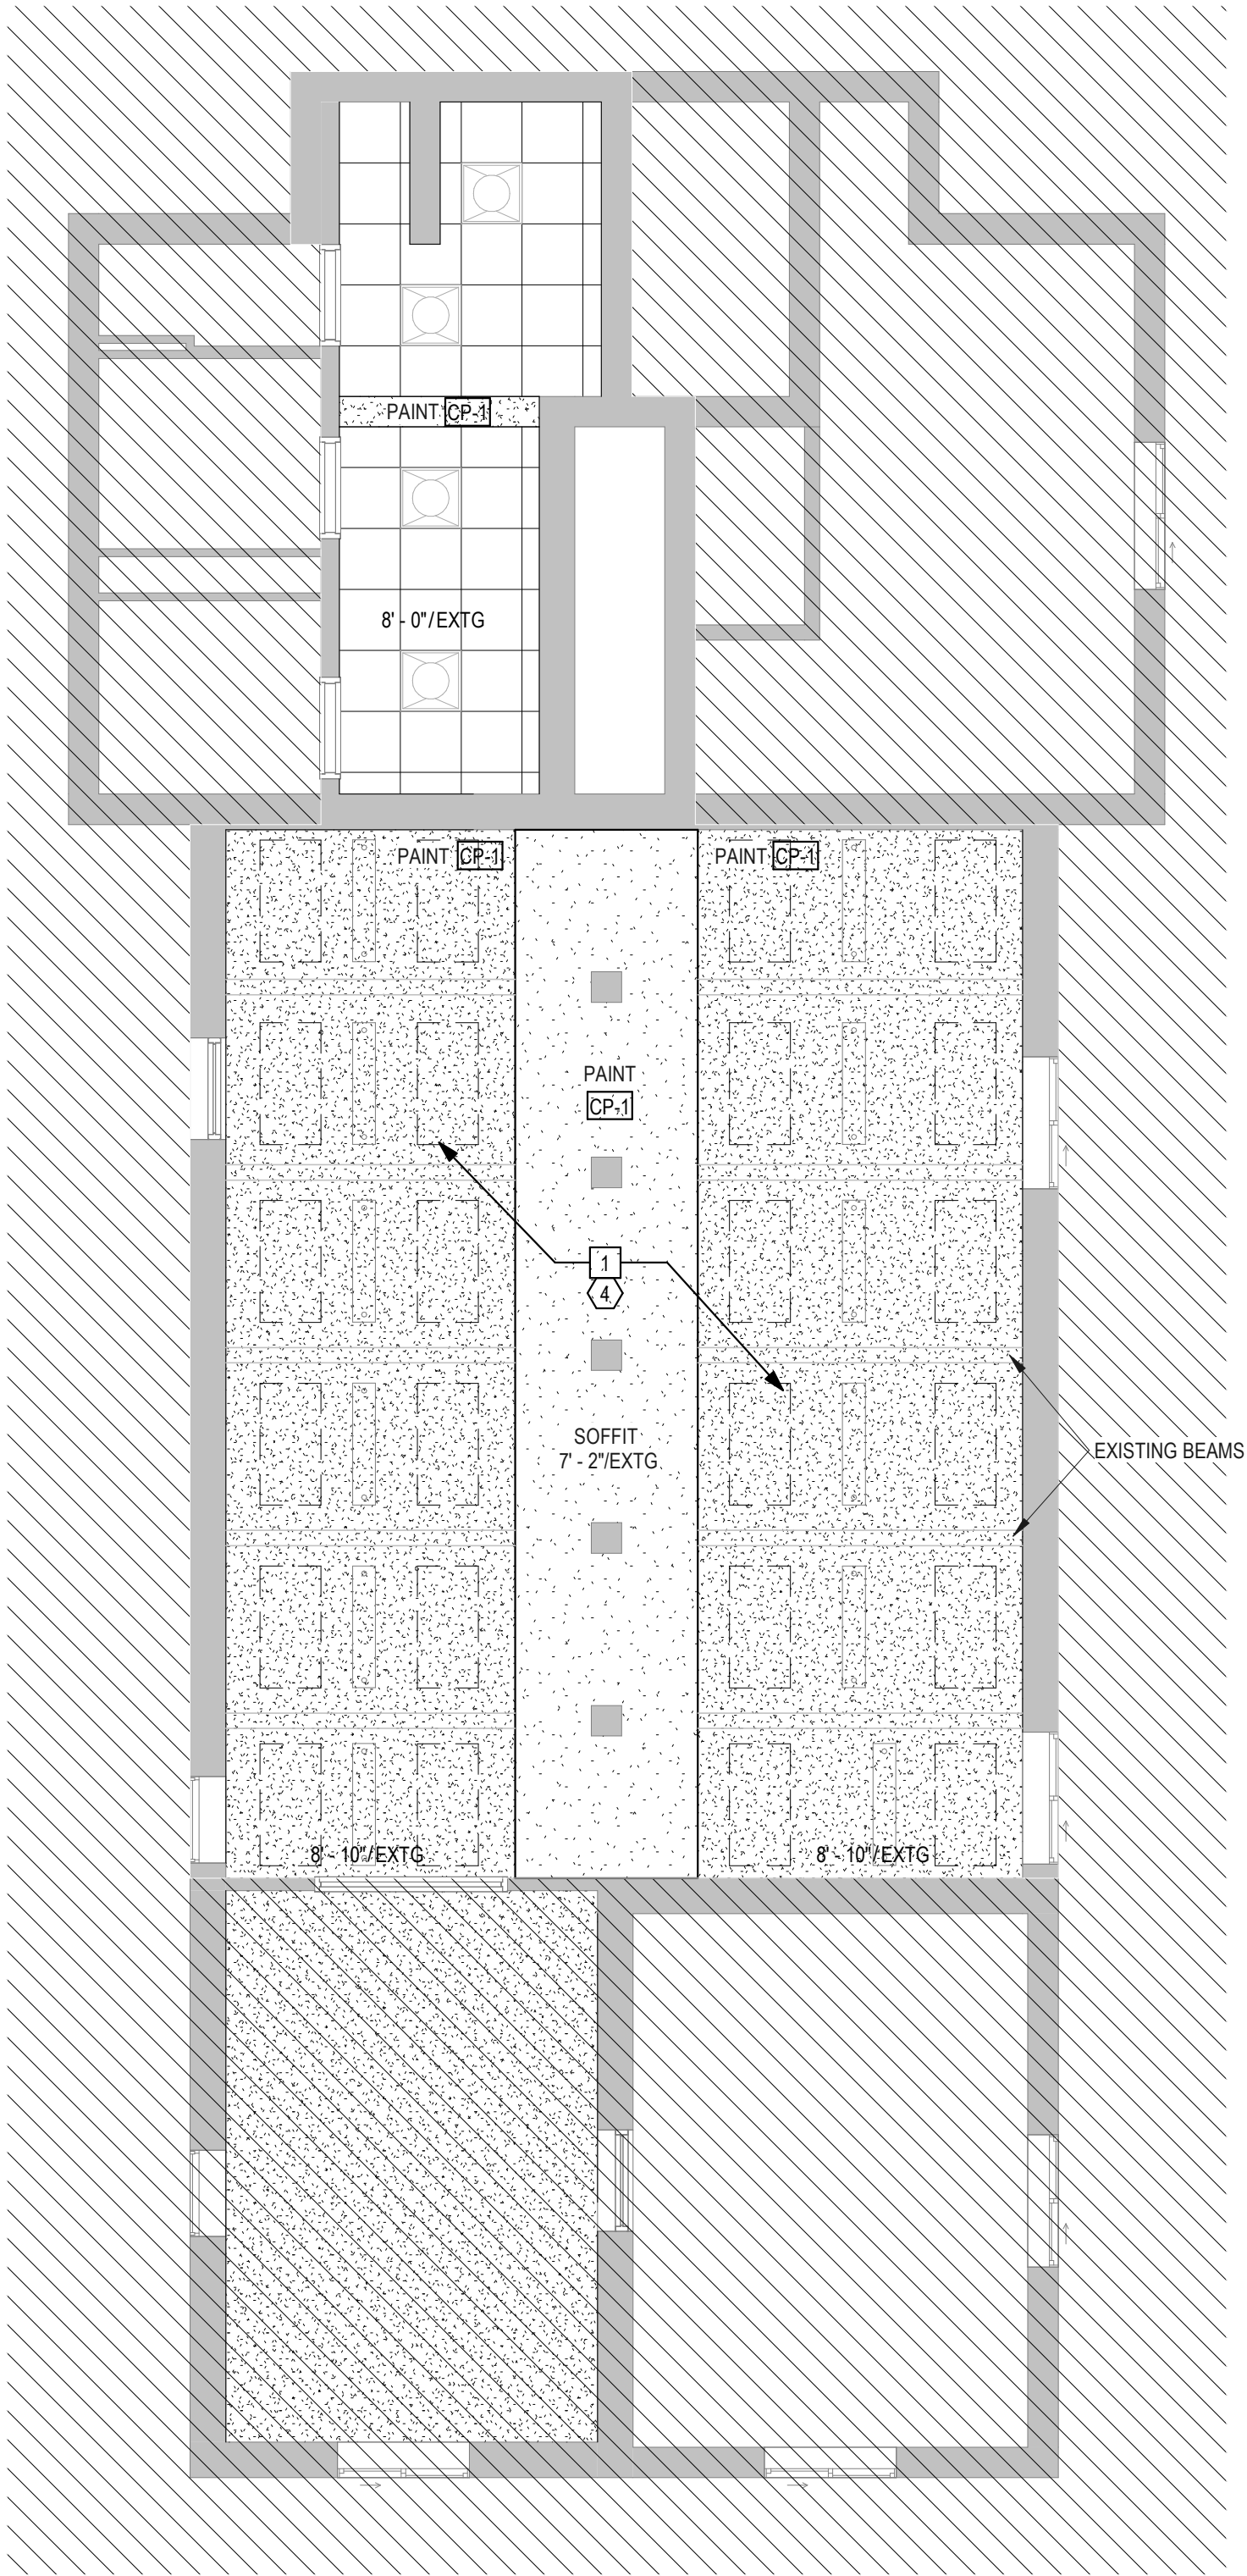 PAINT CP-1
8' - 0"/EXTG
PAINT CP-1
PAINT CP-1
PAINT
CP-1
1
4
SOFFIT
7' - 2"/EXTG
EXISTING BEAMS
8' - 10"/EXTG
8' - 10"/EXTG